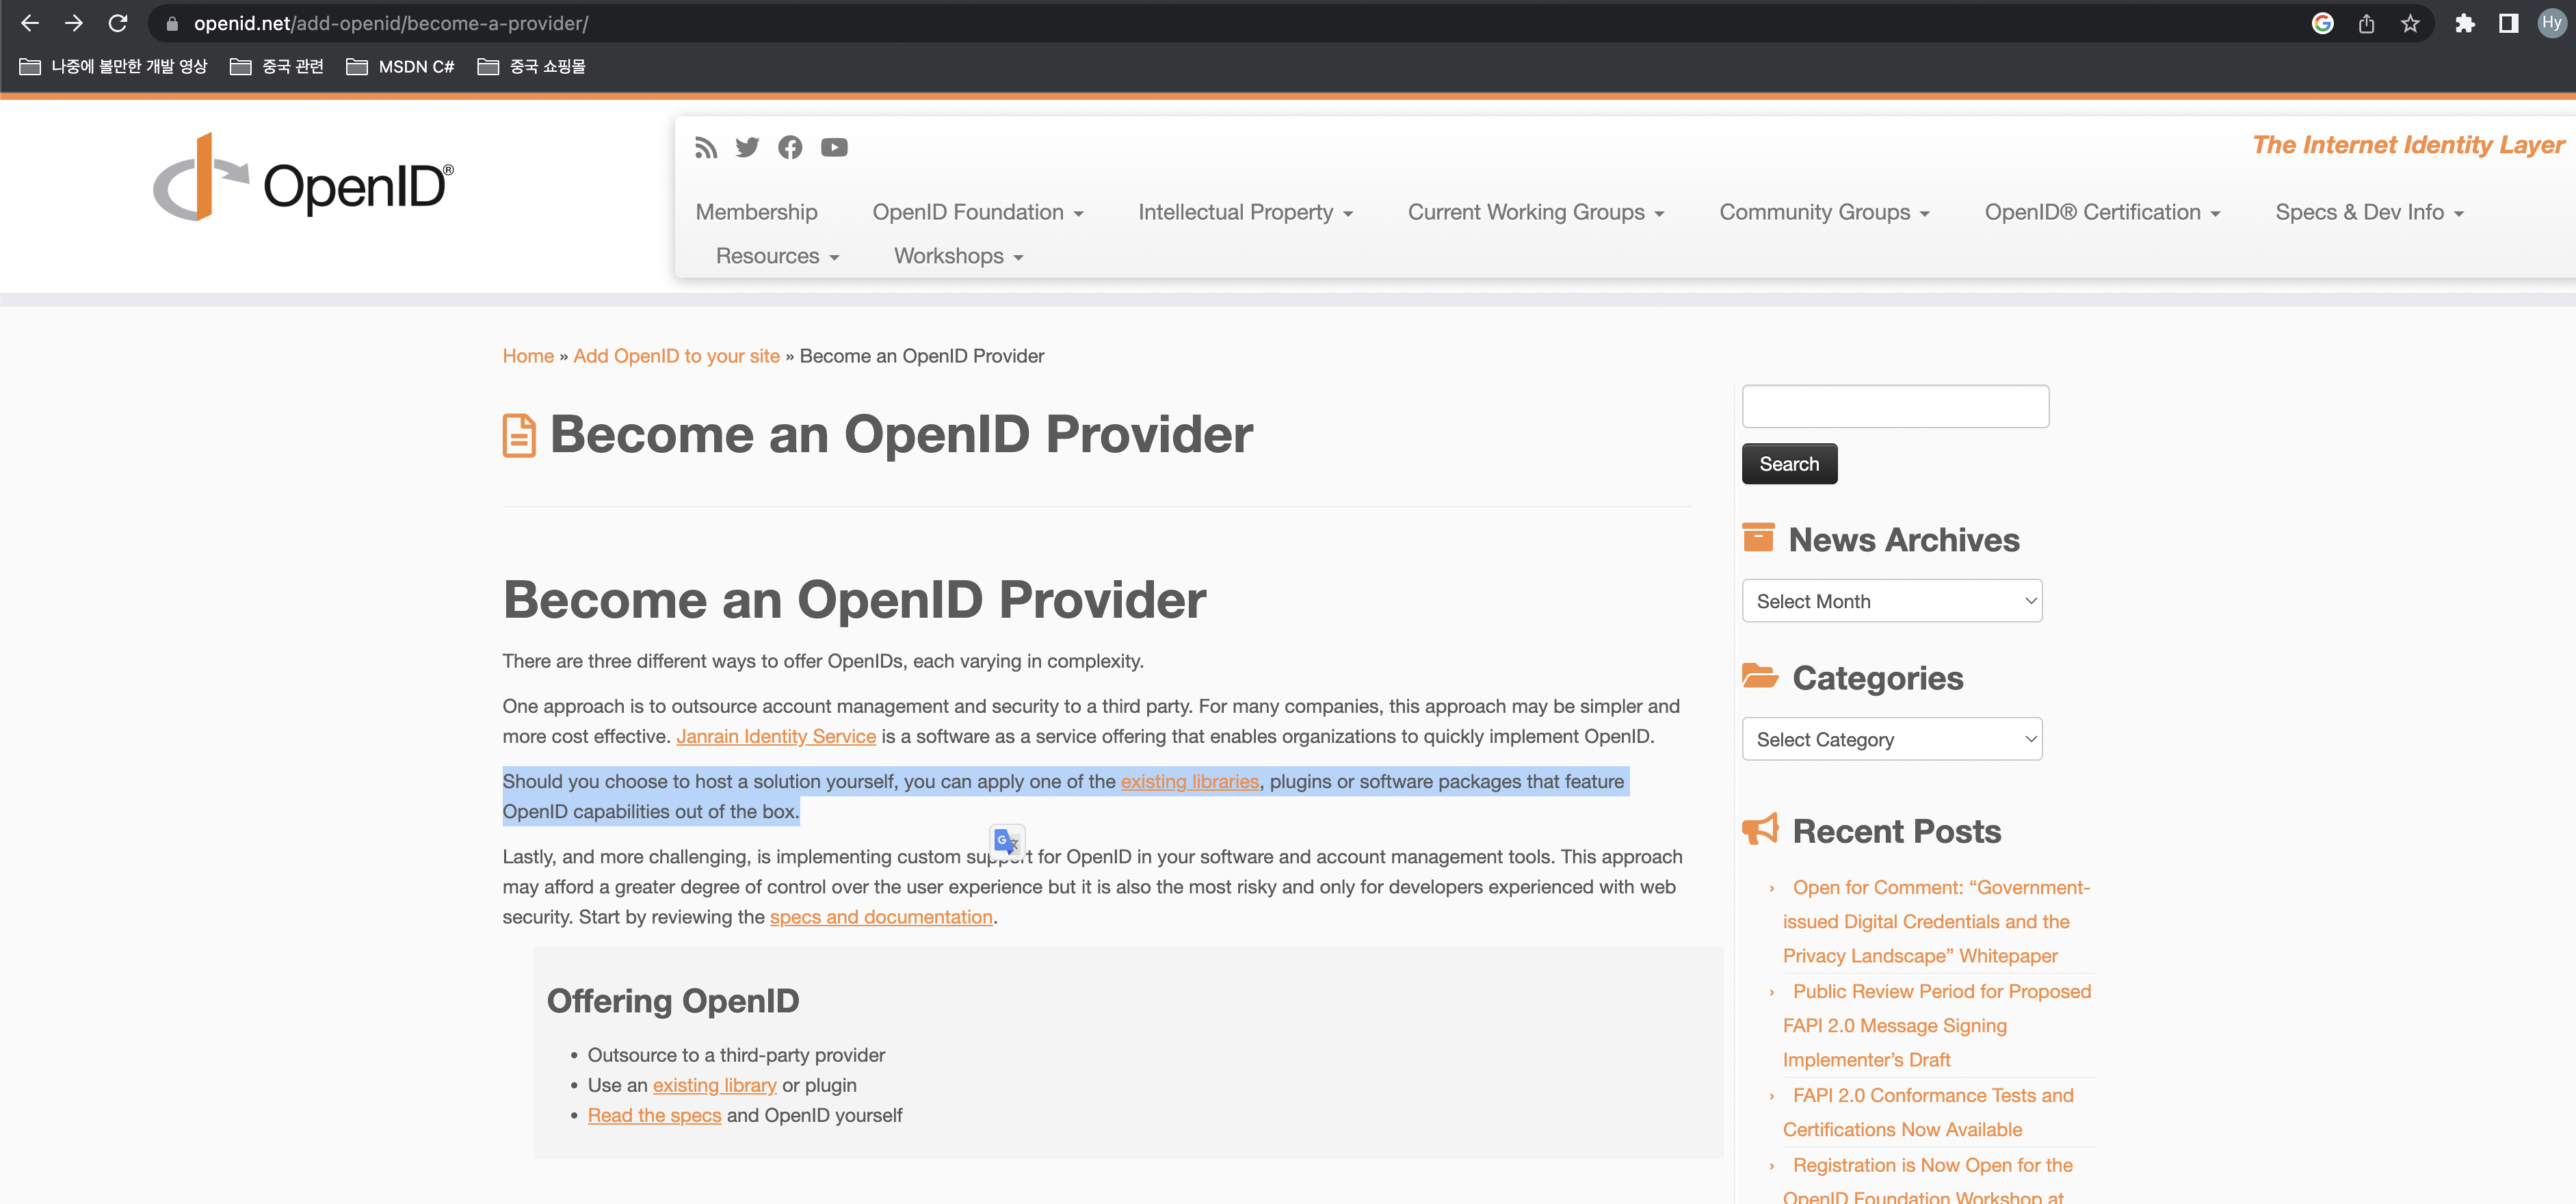 openid.net/add-openid/become-a-provider/
Hy
나중에 볼만한 개발 영상
중국 관련
MSDN C#
중국 쇼핑몰
OpenID®
The Internet Identity Layer
Membership
OpenID Foundation
Intellectual Property
Current Working Groups
Community Groups
OpenID® Certification
Specs & Dev Info
Resources
Workshops
Home » Add OpenID to your site » Become an OpenID Provider
Become an OpenID Provider
Become an OpenID Provider
There are three different ways to offer OpenIDs, each varying in complexity.
One approach is to outsource account management and security to a third party. For many companies, this approach may be simpler and
more cost effective. Janrain Identity Service is a software as a service offering that enables organizations to quickly implement OpenID.
Should you choose to host a solution yourself, you can apply one of the existing libraries, plugins or software packages that feature
OpenID capabilities out of the box.
Lastly, and more challenging, is implementing custom support for OpenID in your software and account management tools. This approach
may afford a greater degree of control over the user experience but it is also the most risky and only for developers experienced with web
security. Start by reviewing the specs and documentation.
Offering OpenID
• Outsource to a third-party provider
• Use an existing library or plugin
• Read the specs and OpenID yourself
Search
News Archives
Select Month
Categories
Select Category
Recent Posts
› Open for Comment: “Government-
issued Digital Credentials and the
Privacy Landscape” Whitepaper
› Public Review Period for Proposed
FAPI 2.0 Message Signing
Implementer’s Draft
› FAPI 2.0 Conformance Tests and
Certifications Now Available
› Registration is Now Open for the
OpenID Foundation Workshop at